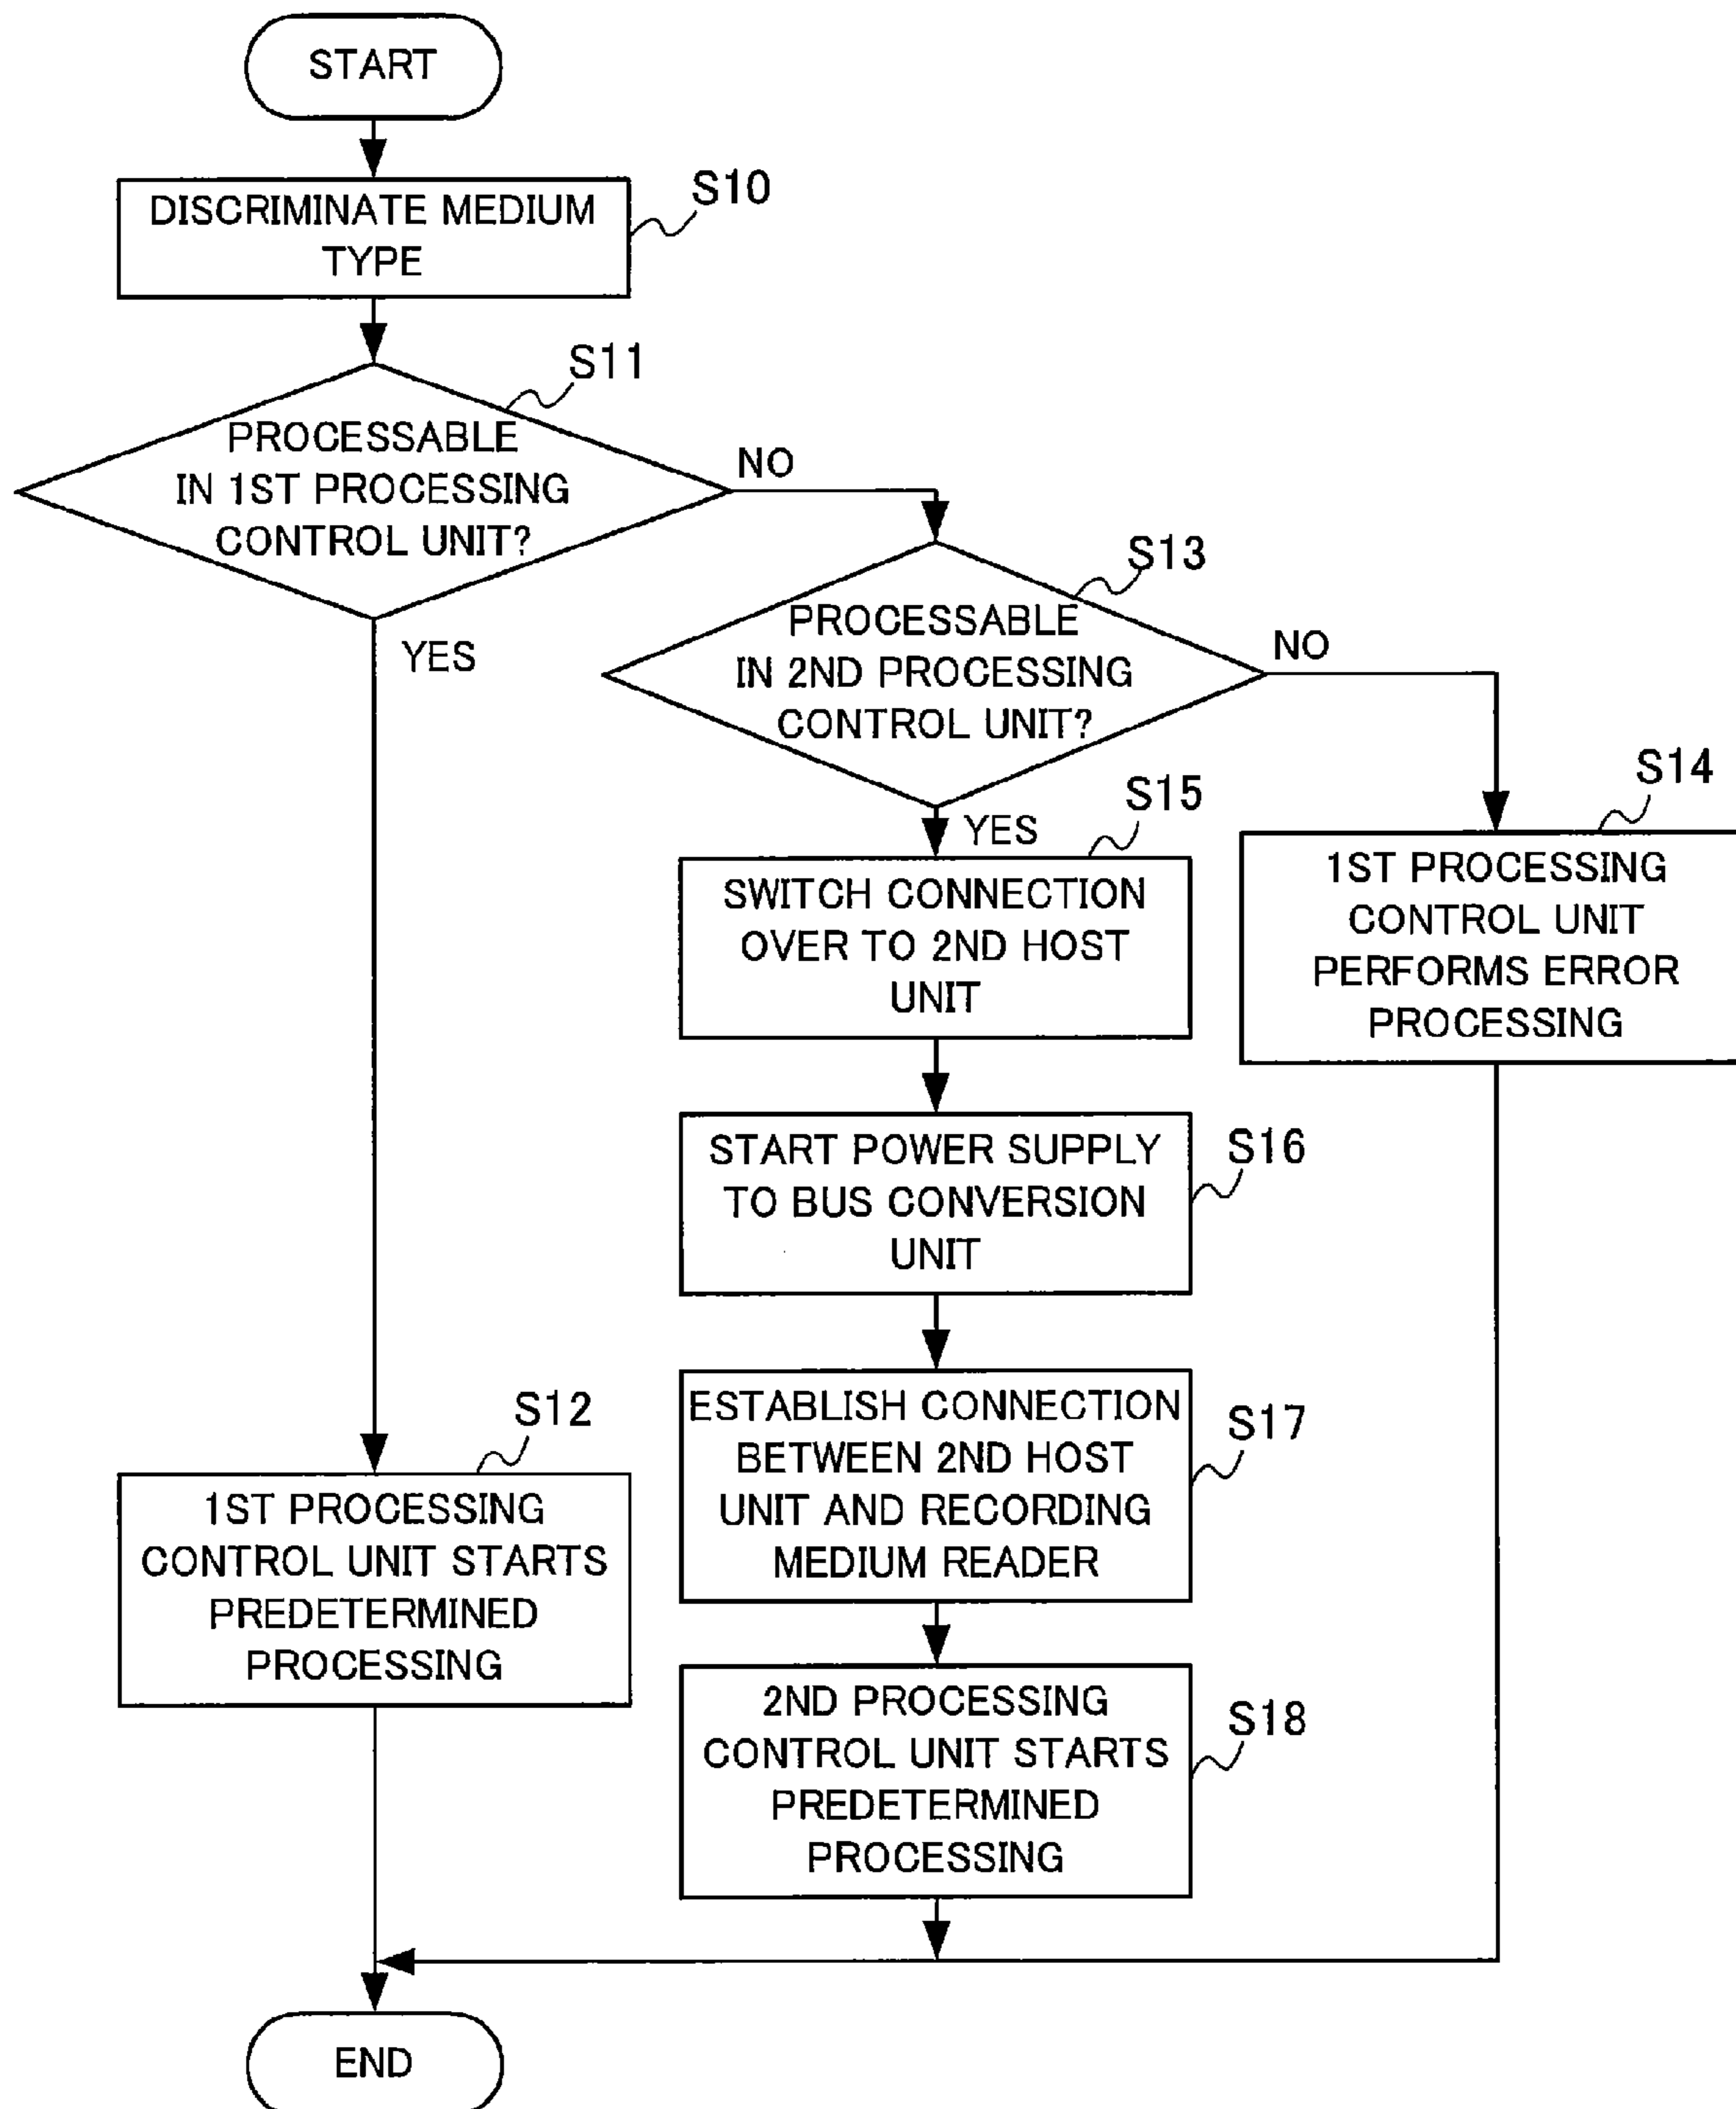 START
S10
DISCRIMINATE MEDIUM
TYPE
S11
PROCESSABLE
IN 1ST PROCESSING
CONTROL UNIT?
NO
YES
S13
PROCESSABLE
IN 2ND PROCESSING
CONTROL UNIT?
NO
YES
S14
1ST PROCESSING
CONTROL UNIT
PERFORMS ERROR
PROCESSING
S15
SWITCH CONNECTION
OVER TO 2ND HOST
UNIT
S16
START POWER SUPPLY
TO BUS CONVERSION
UNIT
S17
ESTABLISH CONNECTION
BETWEEN 2ND HOST
UNIT AND RECORDING
MEDIUM READER
S12
1ST PROCESSING
CONTROL UNIT STARTS
PREDETERMINED
PROCESSING
S18
2ND PROCESSING
CONTROL UNIT STARTS
PREDETERMINED
PROCESSING
END